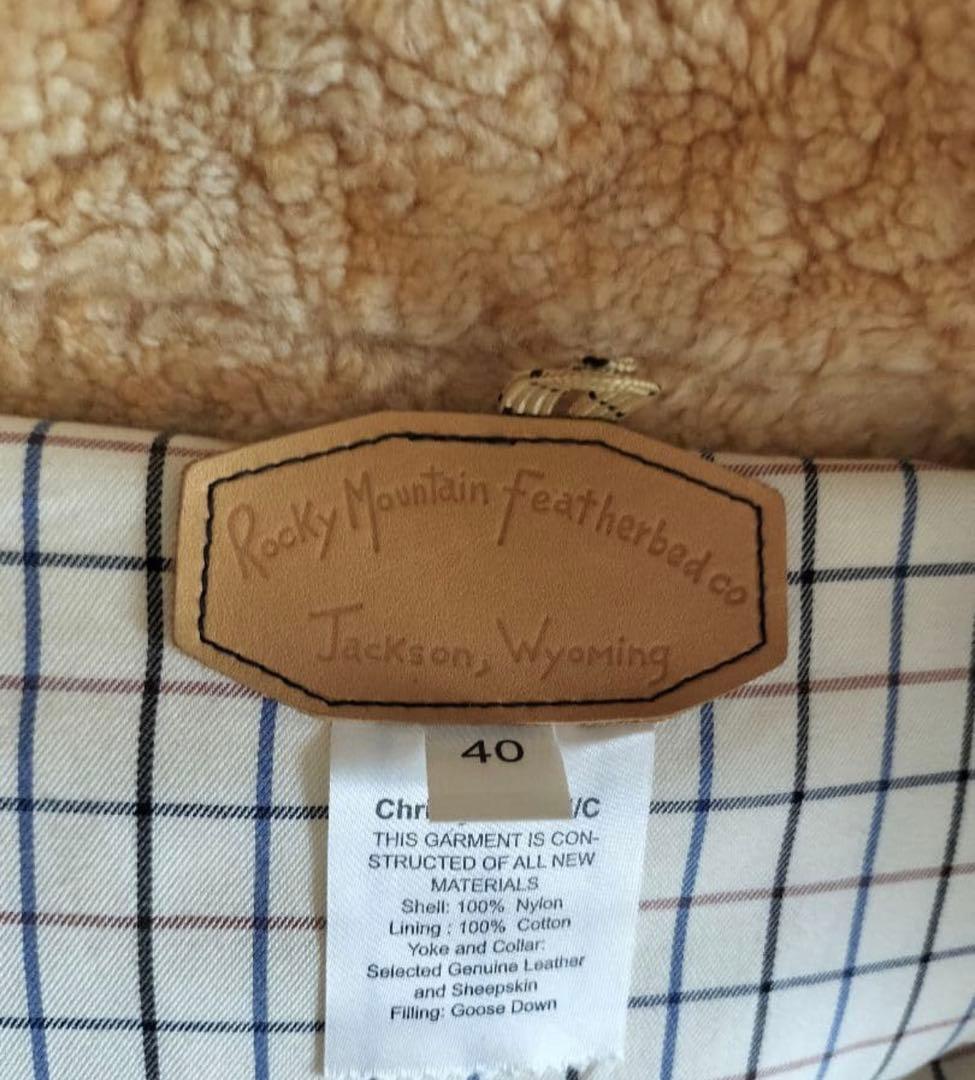 Rocky Mountain Featherbed co
Jackson, Wyoming
40
THIS GARMENT IS CON-
STRUCTED OF ALL NEW
MATERIALS
Shell: 100% Nylon
Lining : 100% Cotton
Yoke and Collar:
Selected Genuine Leather
and Sheepskin
Filling: Goose Down